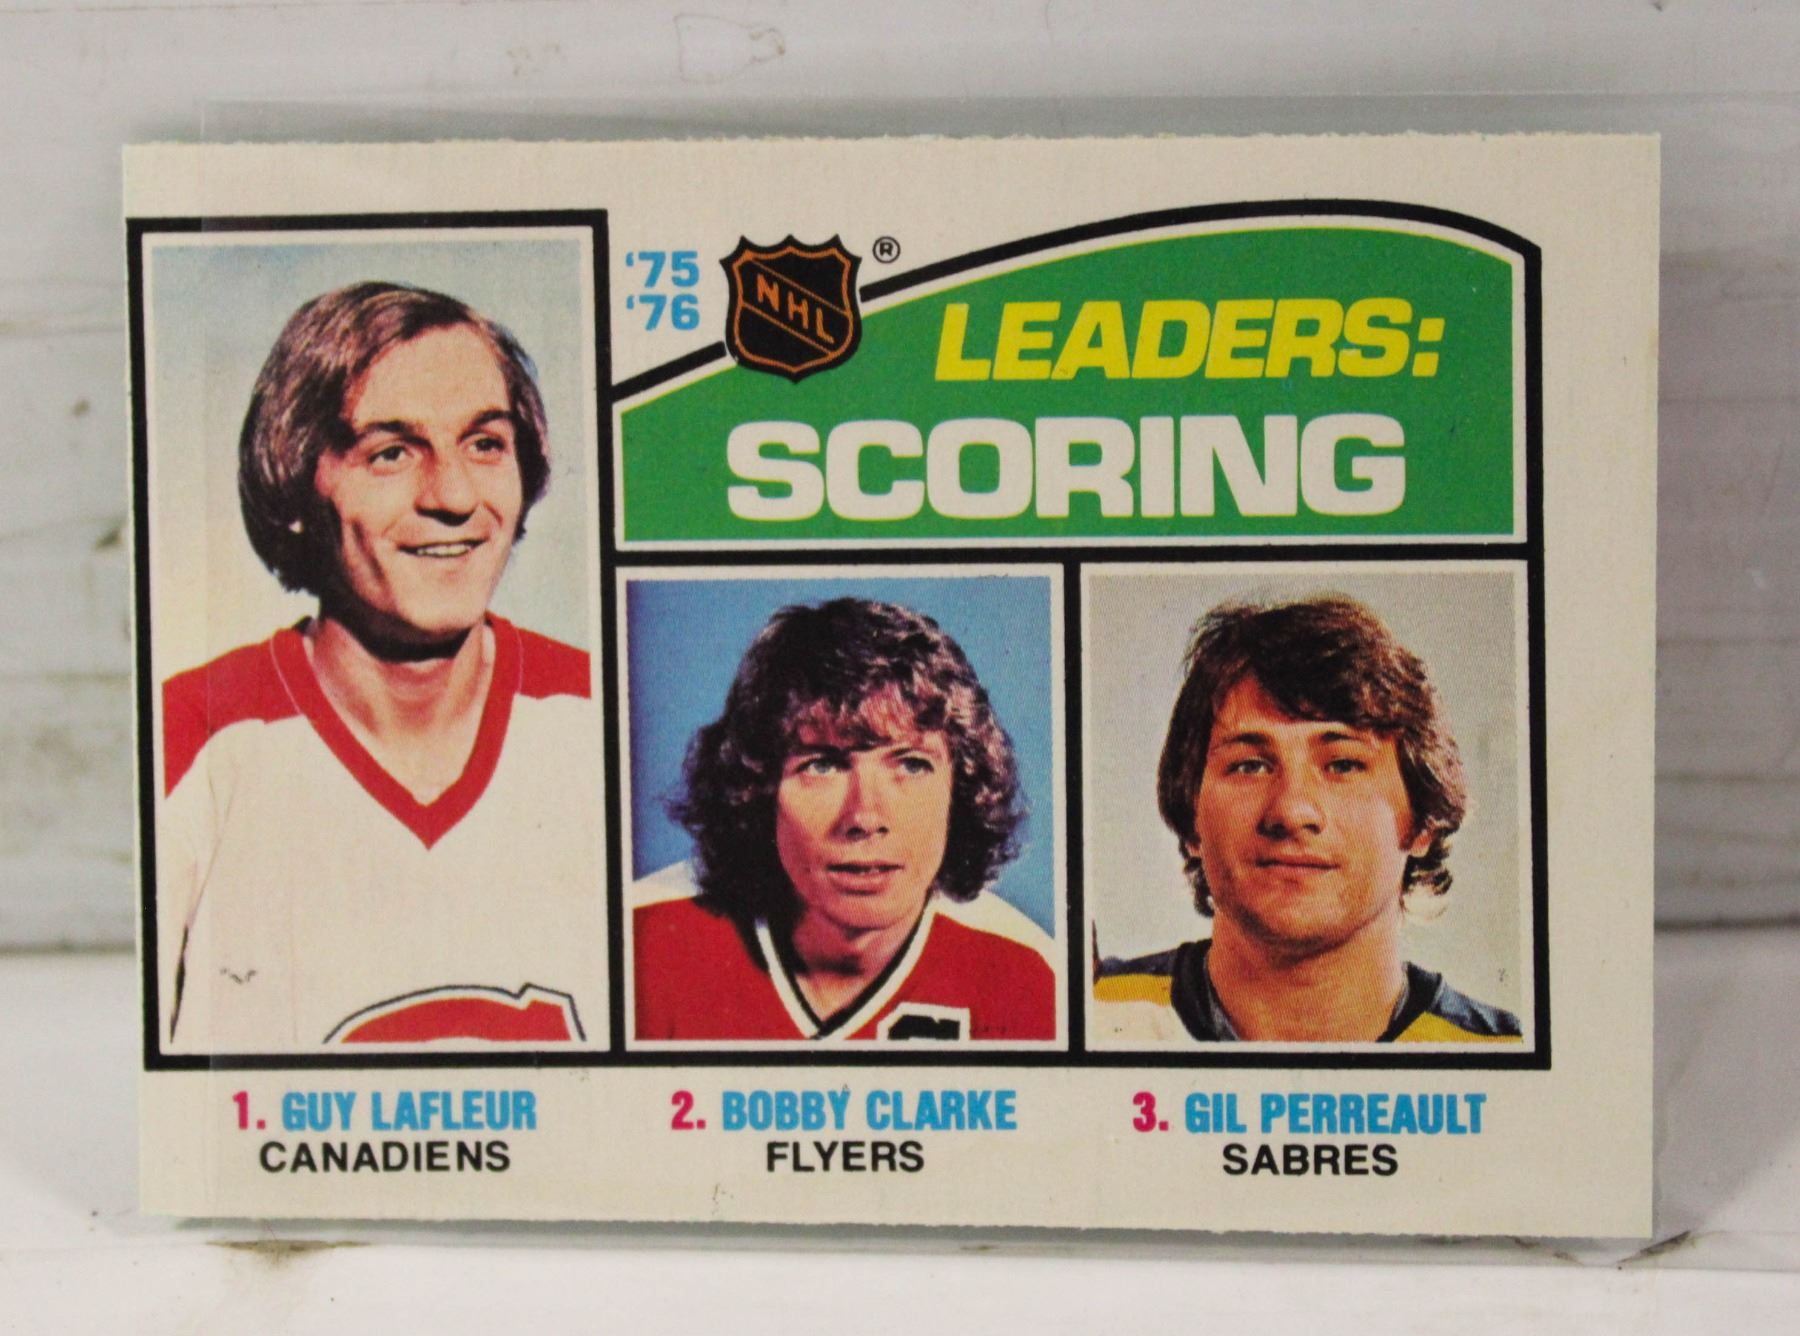 '75
'76
NHL
®
LEADERS:
SCORING
1. GUY LAFLEUR
CANADIENS
2. BOBBY CLARKE
FLYERS
3. GIL PERREAULT
SABRES